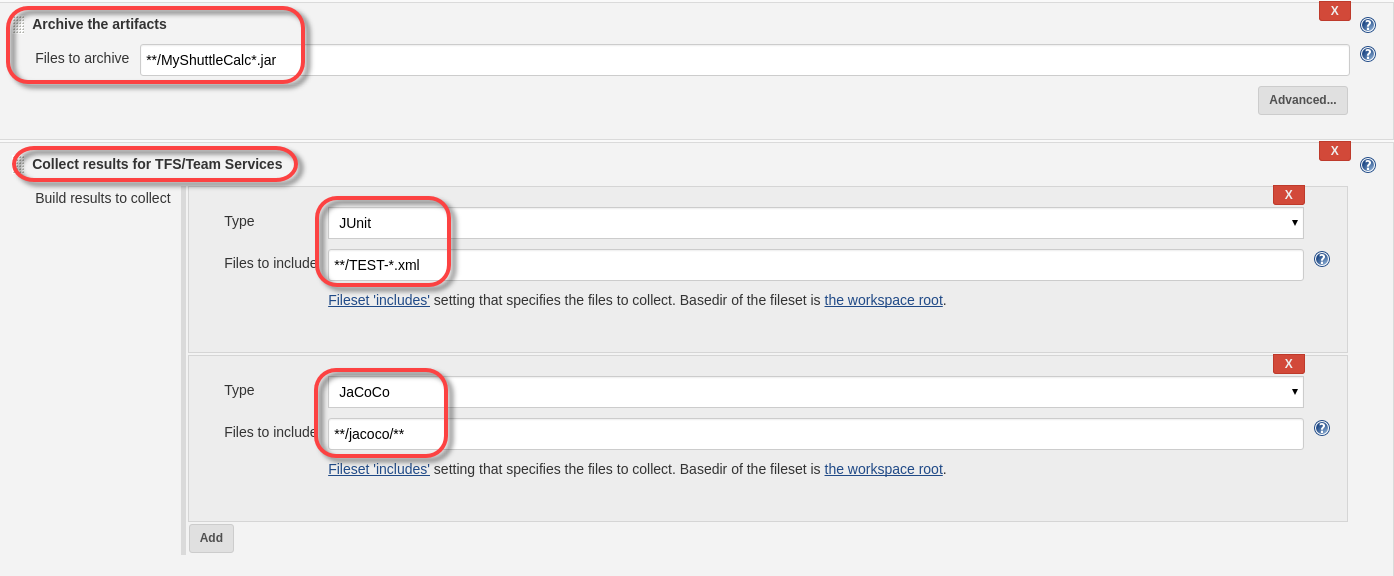 X
Archive the artifacts
?
Files to archive **/MyShuttleCalc*.jar ?
Advanced...
X
Collect results for TFS/Team Services ?
Build results to collect
X
Type JUnit
Files to include **/TEST-*.xml ?
Fileset 'includes' setting that specifies the files to collect. Basedir of the fileset is the workspace root.
X
Type JaCoCo
Files to include **/jacoco/** ?
Fileset 'includes' setting that specifies the files to collect. Basedir of the fileset is the workspace root.
Add